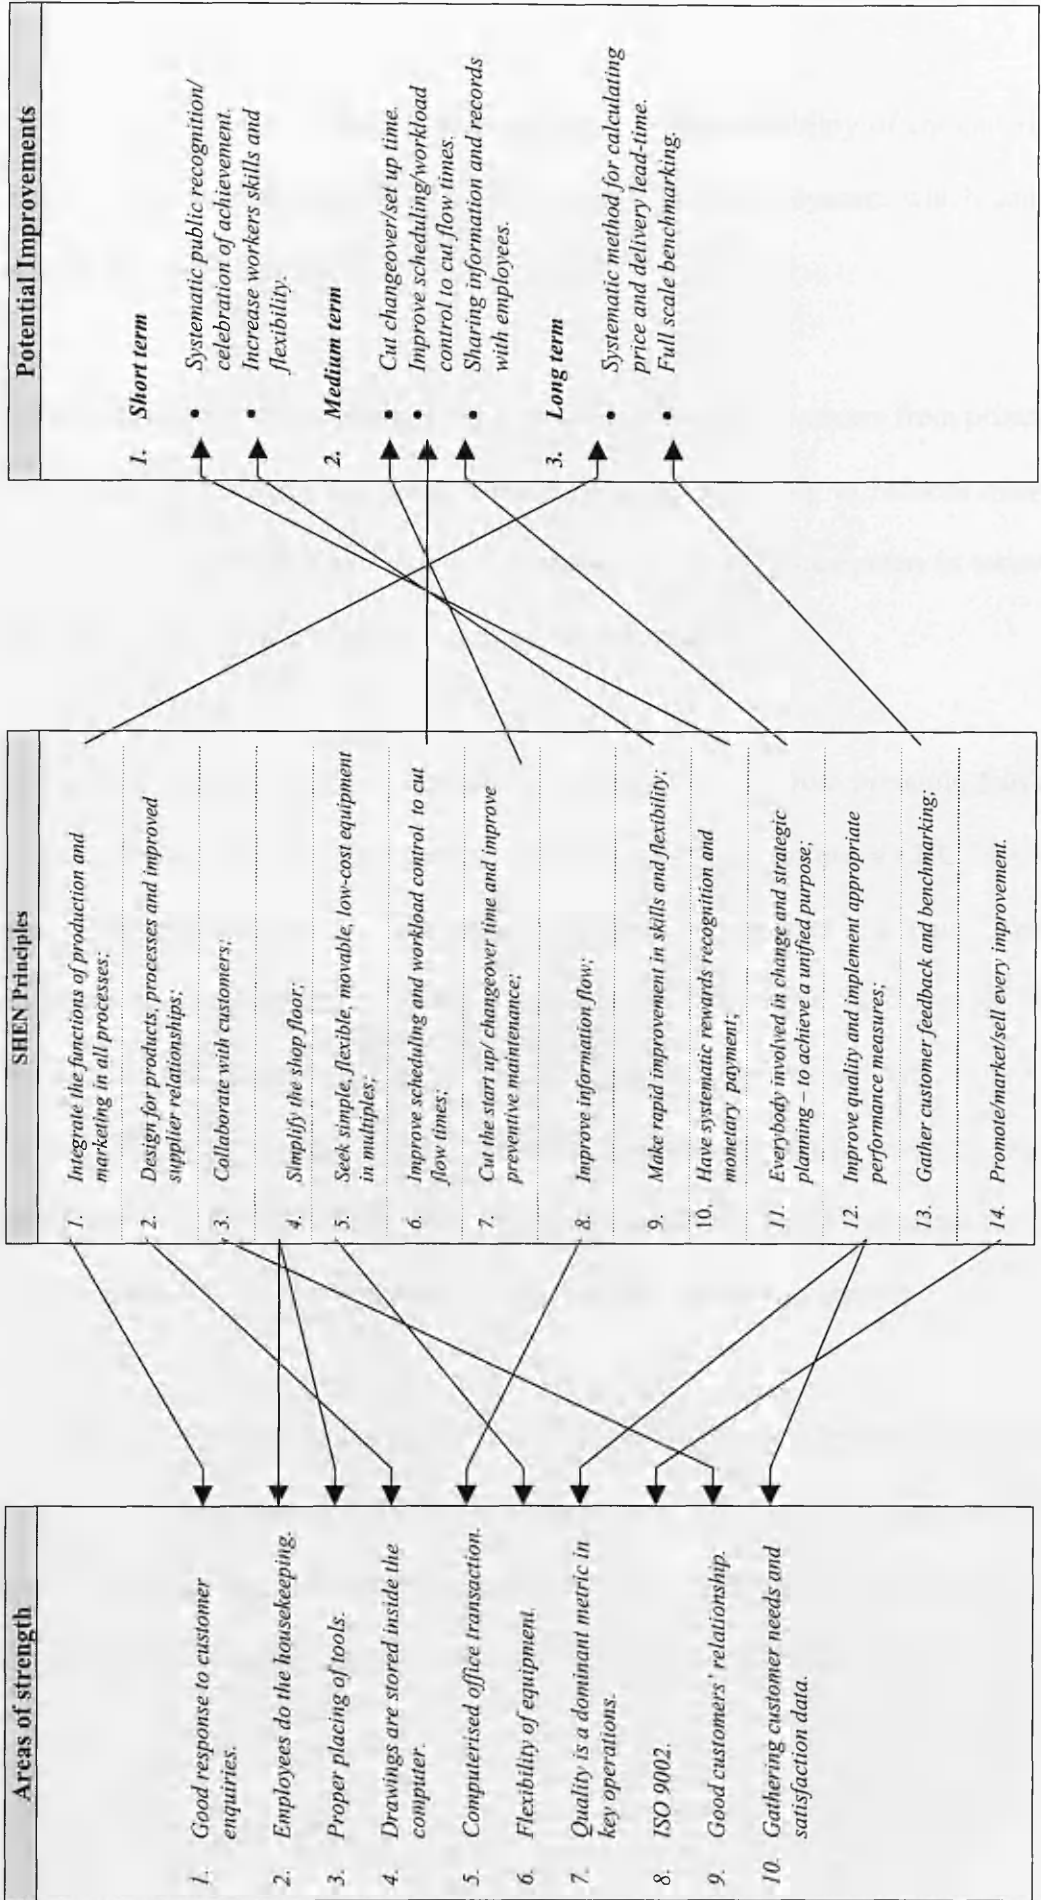 Areas of strength
1. Good response to customer
enquiries.
2. Employees do the housekeeping.
3. Proper placing of tools.
4. Drawings are stored inside the
computer.
5. Computerised office transaction.
6. Flexibility of equipment.
7. Quality is a dominant metric in
key operations.
8. ISO 9002.
9. Good customers' relationship.
10. Gathering customer needs and
satisfaction data.
SHEN Principles
1. Integrate the functions of production and
marketing in all processes;
2. Design for products, processes and improved
supplier relationships;
3. Collaborate with customers;
4. Simplify the shop floor;
5. Seek simple, flexible, movable, low-cost equipment
in multiples;
6. Improve scheduling and workload control to cut
flow times;
7. Cut the start up/ changeover time and improve
preventive maintenance;
8. Improve information flow;
9. Make rapid improvement in skills and flexibility;
10. Have systematic rewards recognition and
monetary payment;
11. Everybody involved in change and strategic
planning – to achieve a unified purpose;
12. Improve quality and implement appropriate
performance measures;
13. Gather customer feedback and benchmarking;
14. Promote/market/sell every improvement.
Potential Improvements
1. Short term
• Systematic public recognition/
celebration of achievement.
• Increase workers skills and
flexibility.
2. Medium term
• Cut changeover/set up time.
• Improve scheduling/workload
control to cut flow times.
• Sharing information and records
with employees.
3. Long term
• Systematic method for calculating
price and delivery lead-time.
• Full scale benchmarking.